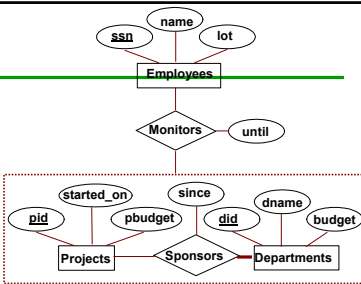 name
ssn
lot
Employees
Monitors
until
started_on
since
dname
pid
pbudget
did
budget
Projects
Sponsors
Departments